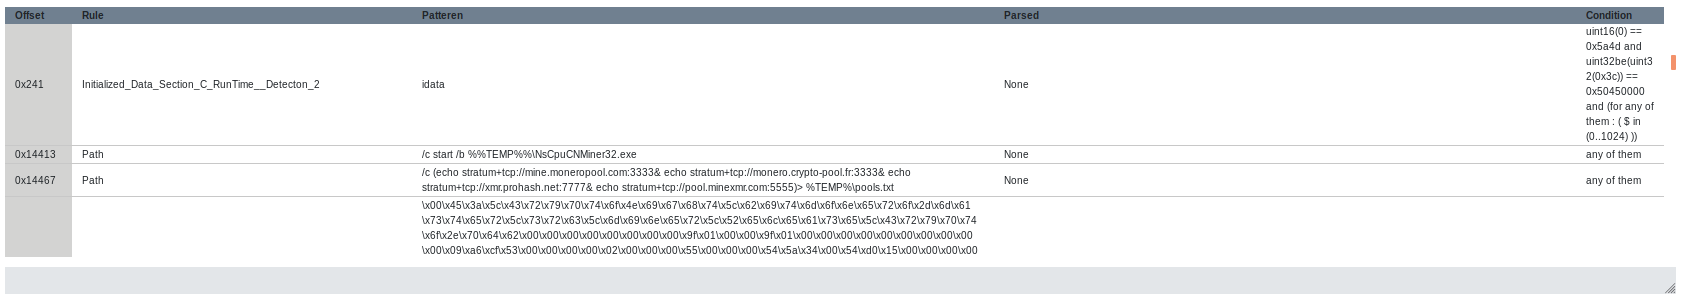 Offset Rule Patteren Parsed Condition
uint16(0) ==
0x5a4d and
uint32be(uint3
2(0x3c)) ==
0x241 Initialized_Data_Section_C_RunTime__Detecton_2 idata None
0x50450000
and (for any of
them : ( $ in
(0..1024) ))
0x14413 Path /c start /b %%TEMP%%\NsCpuCNMiner32.exe None any of them
0x14467 Path /c (echo stratum+tcp://mine.moneropool.com:3333& echo stratum+tcp://monero.crypto-pool.fr:3333& echo None any of them
stratum+tcp://xmr.prohash.net:7777& echo stratum+tcp://pool.minexmr.com:5555)> %TEMP%\pools.txt
\x00\x45\x3a\x5c\x43\x72\x79\x70\x74\x6f\x4e\x69\x67\x68\x74\x5c\x62\x69\x74\x6d\x6f\x6e\x65\x72\x6f\x2d\x6d\x61
\x73\x74\x65\x72\x5c\x73\x72\x63\x5c\x6d\x69\x6e\x65\x72\x5c\x52\x65\x6c\x65\x61\x73\x65\x5c\x43\x72\x79\x70\x74
\x6f\x2e\x70\x64\x62\x00\x00\x00\x00\x00\x00\x00\x00\x00\x9f\x01\x00\x00\x9f\x01\x00\x00\x00\x00\x00\x00\x00\x00\x00
\x00\x09\xa6\xcf\x53\x00\x00\x00\x00\x02\x00\x00\x00\x55\x00\x00\x00\x54\x5a\x34\x00\x54\xd0\x15\x00\x00\x00\x00